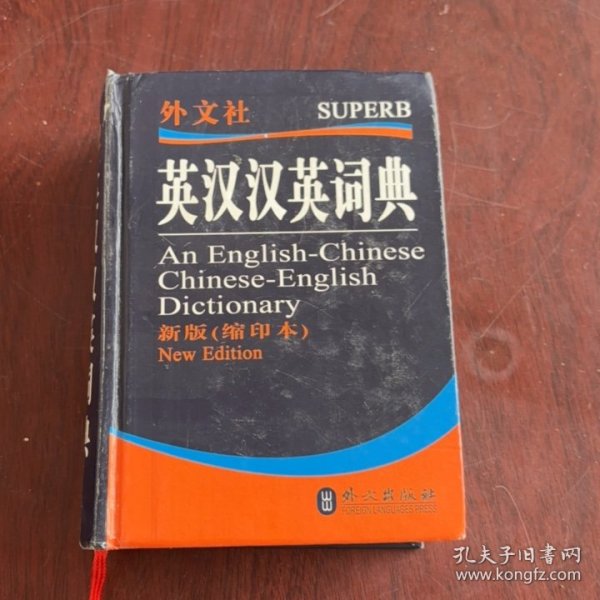 外文社 SUPERB
英汉汉英词典
An English-Chinese
Chinese-English
Dictionary
新版(缩印本)
New Edition
外文出版社
FOREIGN LANGUAGES PRESS
孔夫子旧书网
www.kongfz.com